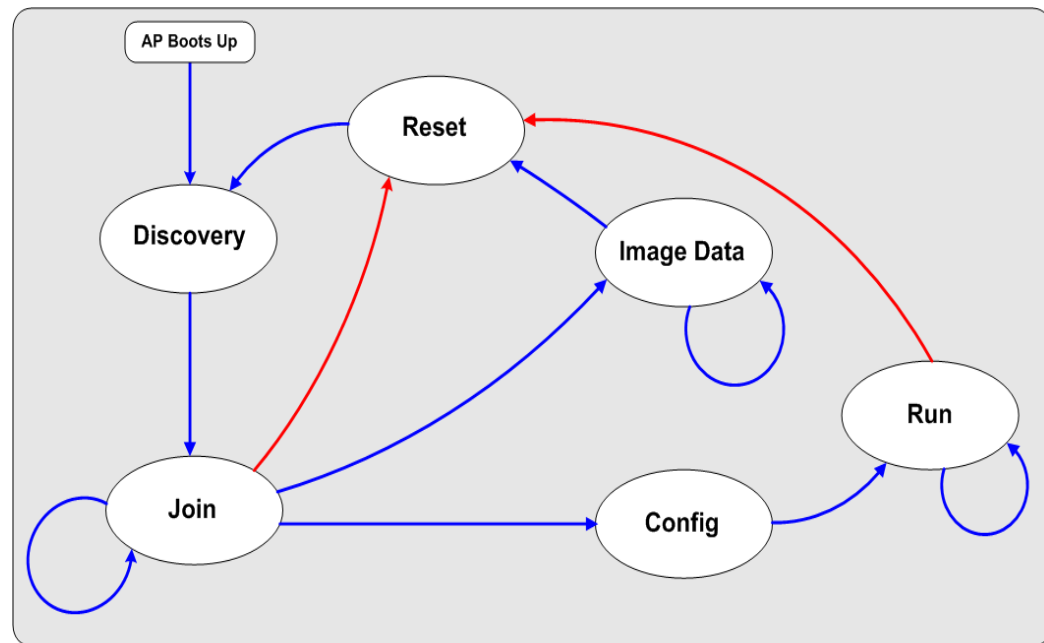 AP Boots Up
Reset
Discovery
Image Data
Run
Join
Config